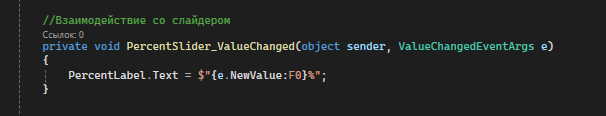 //Взаимодействие со слайдером
Ссылок: 0
private void PercentSlider_ValueChanged(object sender, ValueChangedEventArgs e)
{
PercentLabel.Text = $"{e.NewValue:F0}%";
}